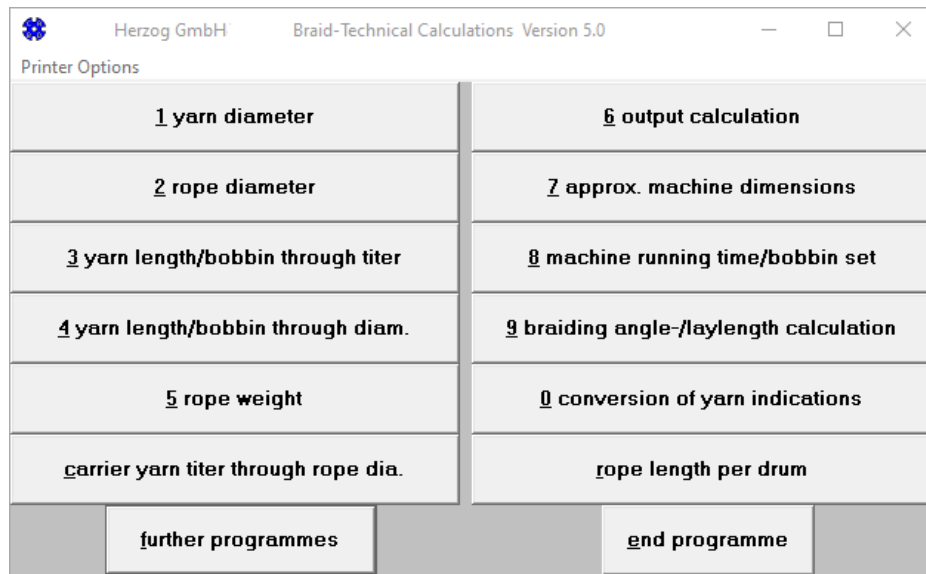 Herzog GmbH Braid-Technical Calculations Version 5.0
Printer Options
1 yarn diameter
6 output calculation
2 rope diameter
7 approx. machine dimensions
3 yarn length/bobbin through titer
8 machine running time/bobbin set
4 yarn length/bobbin through diam.
9 braiding angle-/laylength calculation
5 rope weight
0 conversion of yarn indications
carrier yarn titer through rope dia.
rope length per drum
further programmes
end programme